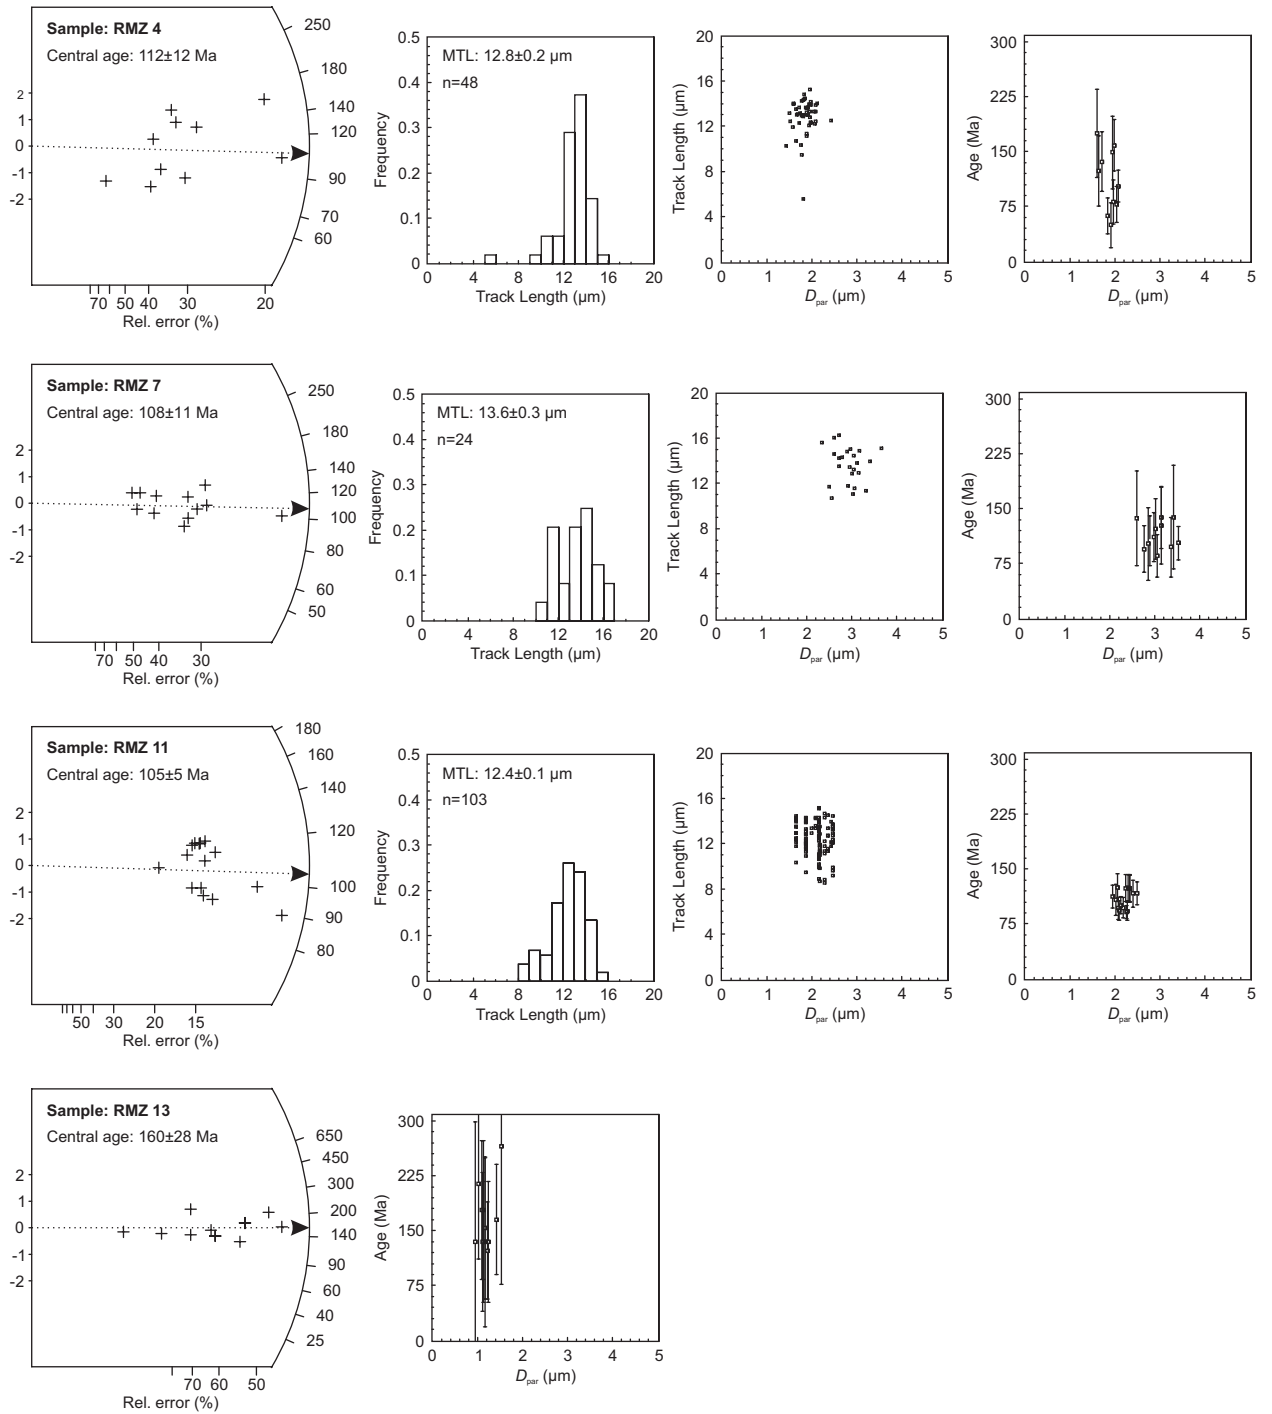 Sample: RMZ 4
Central age: 112±12 Ma
2
1
0
-1
-2
250
180
140
120
90
70
60
70 50 40 30 20
Rel. error (%)
MTL: 12.8±0.2 µm
n=48
Frequency
0.5
0.4
0.3
0.2
0.1
0
0 4 8 12 16 20
Track Length (µm)
Track Length (µm)
20
16
12
8
4
0
0 1 2 3 4 5
Dpar (µm)
Age (Ma)
300
225
150
75
0
0 1 2 3 4 5
Dpar (µm)
Sample: RMZ 7
Central age: 108±11 Ma
2
1
0
-1
-2
250
180
140
120
100
80
60
50
70 50 40 30
Rel. error (%)
MTL: 13.6±0.3 µm
n=24
Frequency
0.5
0.4
0.3
0.2
0.1
0
0 4 8 12 16 20
Track Length (µm)
Track Length (µm)
20
16
12
8
4
0
0 1 2 3 4 5
Dpar (µm)
Age (Ma)
300
225
150
75
0
0 1 2 3 4 5
Dpar (µm)
Sample: RMZ 11
Central age: 105±5 Ma
2
1
0
-1
-2
180
160
140
120
100
90
80
50 30 20 15
Rel. error (%)
MTL: 12.4±0.1 µm
n=103
Frequency
0.5
0.4
0.3
0.2
0.1
0
0 4 8 12 16 20
Track Length (µm)
Track Length (µm)
20
16
12
8
4
0
0 1 2 3 4 5
Dpar (µm)
Age (Ma)
300
225
150
75
0
0 1 2 3 4 5
Dpar (µm)
Sample: RMZ 13
Central age: 160±28 Ma
2
1
0
-1
-2
650
450
300
200
140
90
60
40
25
70 60 50
Rel. error (%)
Age (Ma)
300
225
150
75
0
0 1 2 3 4 5
Dpar (µm)